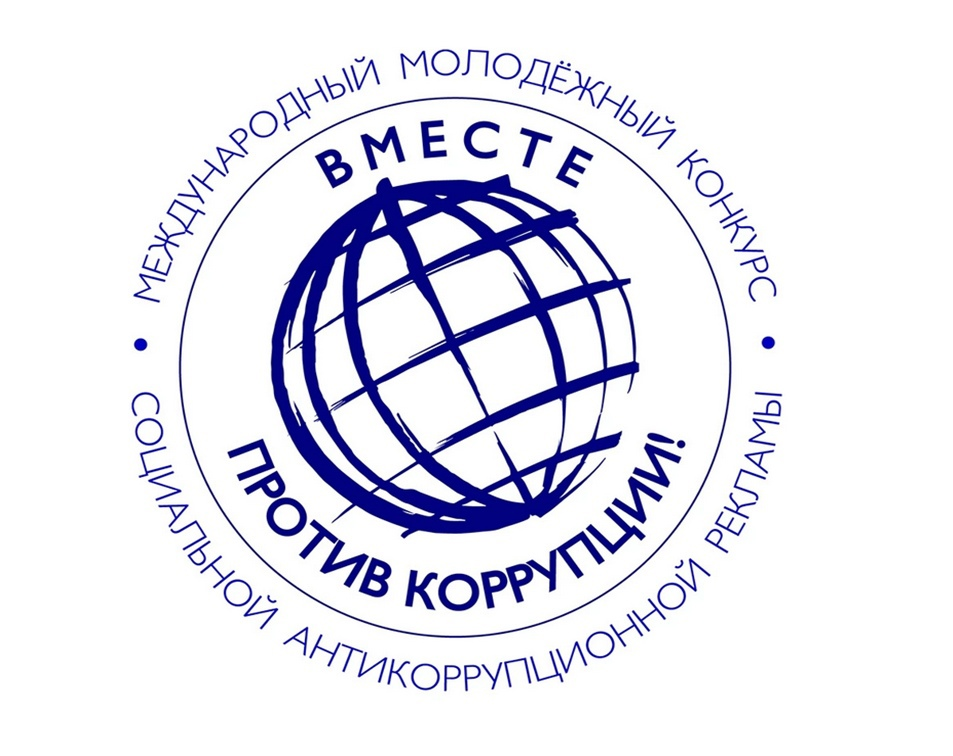 МЕЖДУНАРОДНЫЙ МОЛОДЁЖНЫЙ КОНКУРС
СОЦИАЛЬНОЙ АНТИКОРРУПЦИОННОЙ РЕКЛАМЫ
ВМЕСТЕ
ПРОТИВ КОРРУПЦИИ!